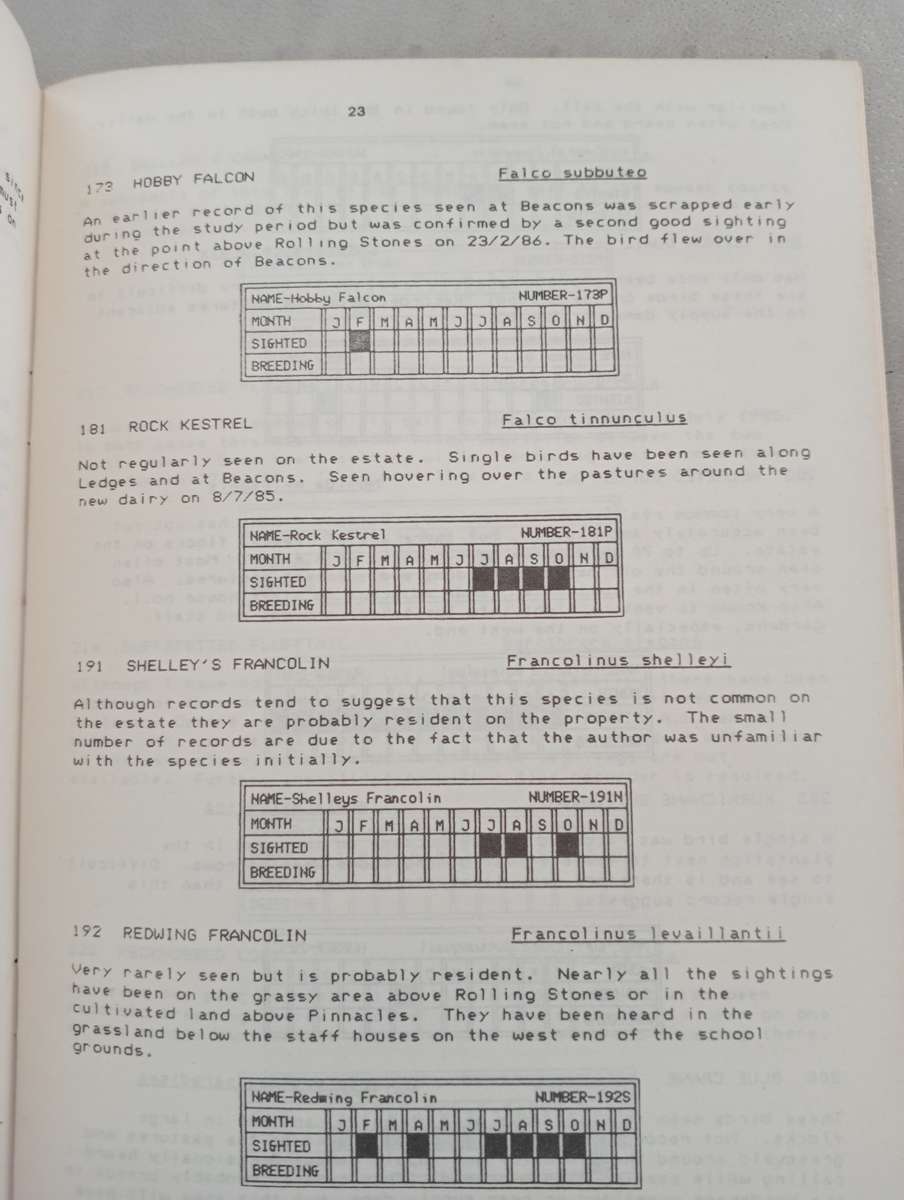 since
must
on
23
173 HOBBY FALCON Falco subbuteo
An earlier record of this species seen at Beacons was scrapped early
during the study period but was confirmed by a second good sighting
at the point above Rolling Stones on 23/2/86. The bird flew over in
the direction of Beacons.
NAME-Hobby Falcon NUMBER-173P
MONTH J F M A M J J A S O N D
SIGHTED
BREEDING
181 ROCK KESTREL Falco tinnunculus
Not regularly seen on the estate. Single birds have been seen along
Ledges and at Beacons. Seen hovering over the pastures around the
new dairy on 8/7/85.
NAME-Rock Kestrel NUMBER-181P
MONTH J F M A M J J A S O N D
SIGHTED
BREEDING
191 SHELLEY'S FRANCOLIN Francolinus shelleyi
Although records tend to suggest that this species is not common on
the estate they are probably resident on the property. The small
number of records are due to the fact that the author was unfamiliar
with the species initially.
NAME-Shelleys Francolin NUMBER-191N
MONTH J F M A M J J A S O N D
SIGHTED
BREEDING
192 REDWING FRANCOLIN Francolinus levaillantii
Very rarely seen but is probably resident. Nearly all the sightings
have been on the grassy area above Rolling Stones or in the
cultivated land above Pinnacles. They have been heard in the
grassland below the staff houses on the west end of the school
grounds.
NAME-Redwing Francolin NUMBER-192S
MONTH J F M A M J J A S O N D
SIGHTED
BREEDING